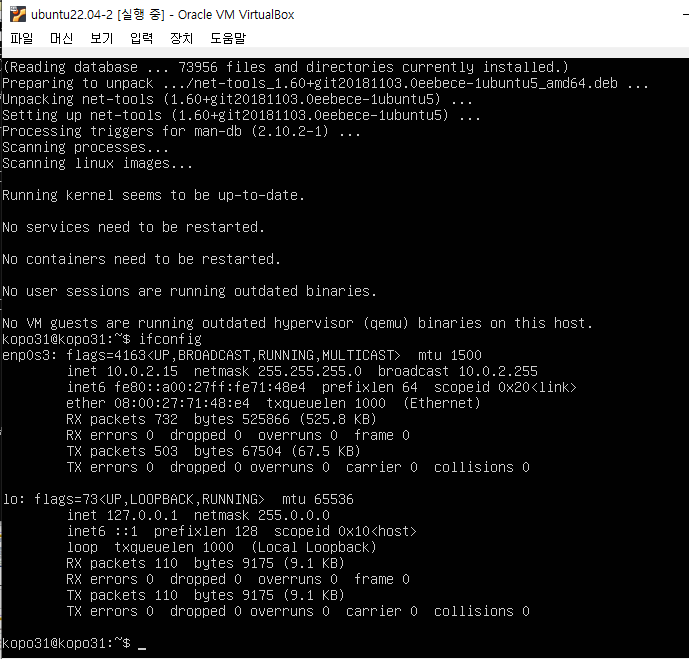 ubuntu22.04-2 [실행 중] - Oracle VM VirtualBox
파일 머신 보기 입력 장치 도움말
(Reading database ... 73956 files and directories currently installed.)
Preparing to unpack .../net-tools_1.60+git20181103.0eebece-1ubuntu5_amd64.deb ...
Unpacking net-tools (1.60+git20181103.0eebece-1ubuntu5) ...
Setting up net-tools (1.60+git20181103.0eebece-1ubuntu5) ...
Processing triggers for man-db (2.10.2-1) ...
Scanning processes...
Scanning linux images...

Running kernel seems to be up-to-date.

No services need to be restarted.

No containers need to be restarted.

No user sessions are running outdated binaries.

No VM guests are running outdated hypervisor (qemu) binaries on this host.
kopo31@kopo31:~$ ifconfig
enp0s3: flags=4163<UP,BROADCAST,RUNNING,MULTICAST>  mtu 1500
        inet 10.0.2.15  netmask 255.255.255.0  broadcast 10.0.2.255
        inet6 fe80::a00:27ff:fe71:48e4  prefixlen 64  scopeid 0x20<link>
        ether 08:00:27:71:48:e4  txqueuelen 1000  (Ethernet)
        RX packets 732  bytes 525866 (525.8 KB)
        RX errors 0  dropped 0  overruns 0  frame 0
        TX packets 503  bytes 67504 (67.5 KB)
        TX errors 0  dropped 0 overruns 0  carrier 0  collisions 0

lo: flags=73<UP,LOOPBACK,RUNNING>  mtu 65536
        inet 127.0.0.1  netmask 255.0.0.0
        inet6 ::1  prefixlen 128  scopeid 0x10<host>
        loop  txqueuelen 1000  (Local Loopback)
        RX packets 110  bytes 9175 (9.1 KB)
        RX errors 0  dropped 0  overruns 0  frame 0
        TX packets 110  bytes 9175 (9.1 KB)
        TX errors 0  dropped 0 overruns 0  carrier 0  collisions 0

kopo31@kopo31:~$ _